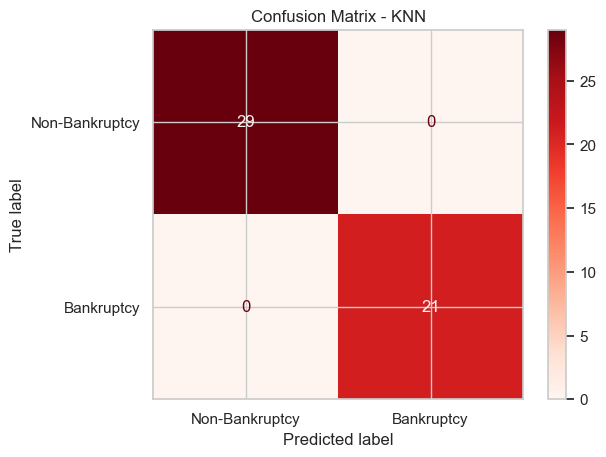 Confusion Matrix - KNN
Non-Bankruptcy
Bankruptcy
True label
29
0
0
21
Non-Bankruptcy
Bankruptcy
Predicted label
25
20
15
10
5
0